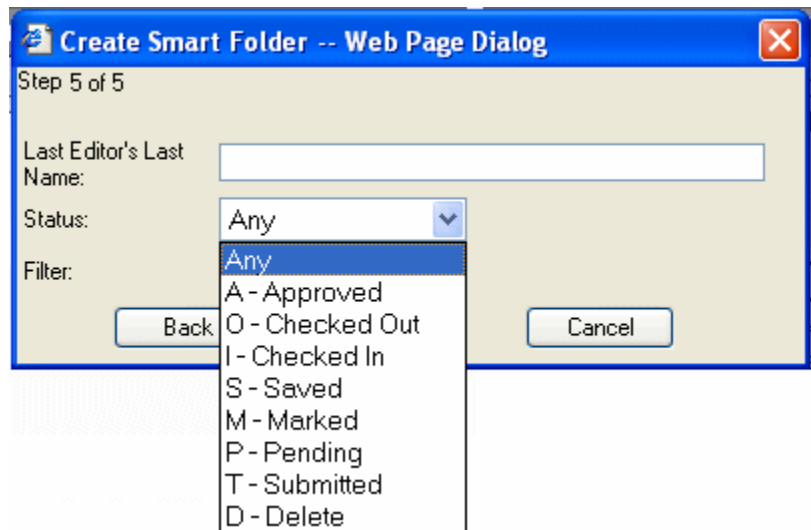 Create Smart Folder -- Web Page Dialog
Step 5 of 5
Last Editor's Last
Name:
Status:
Any
Filter:
Any
A - Approved
O - Checked Out
I - Checked In
S - Saved
M - Marked
P - Pending
T - Submitted
D - Delete
Back
Cancel